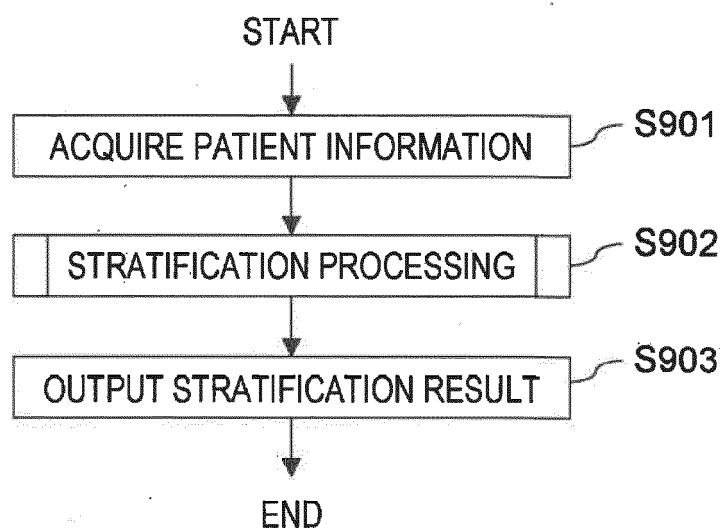 START
ACQUIRE PATIENT INFORMATION
S901
STRATIFICATION PROCESSING
S902
OUTPUT STRATIFICATION RESULT
S903
END